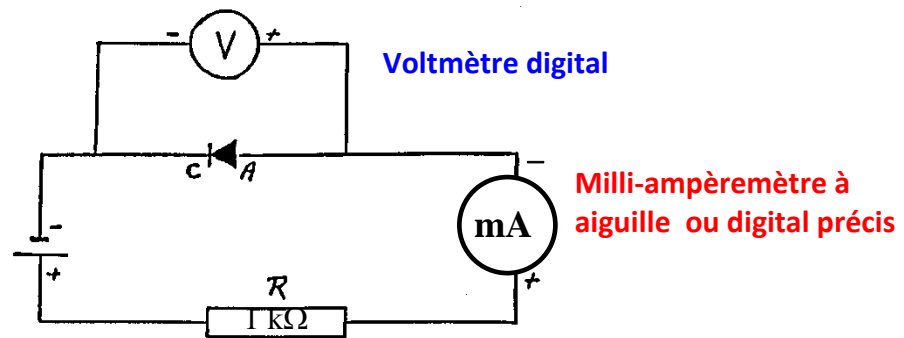 - V +
Voltmètre digital
C A
-
+
-
mA
+
Milli-ampèremètre à
aiguille ou digital précis
R
1 kΩ